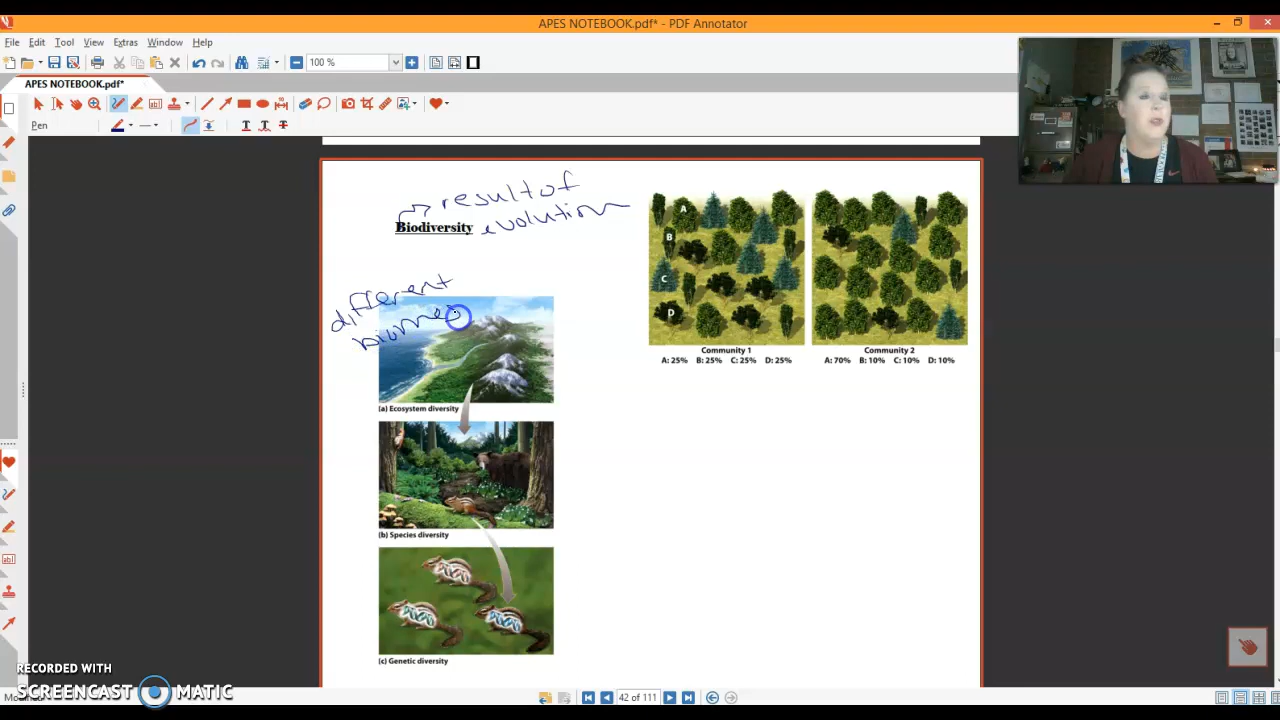 APES NOTEBOOK.pdf* - PDF Annotator
File Edit Tool View Extras Window Help
100 %
APES NOTEBOOK.pdf*
Pen
result of
Biodiversity evolution
different
biomes
(a) Ecosystem diversity
(b) Species diversity
(c) Genetic diversity
A
B
C
D
Community 1
A: 25% B: 25% C: 25% D: 25%
Community 2
A: 70% B: 10% C: 10% D: 10%
RECORDED WITH
SCREENCAST MATIC
42 of 111